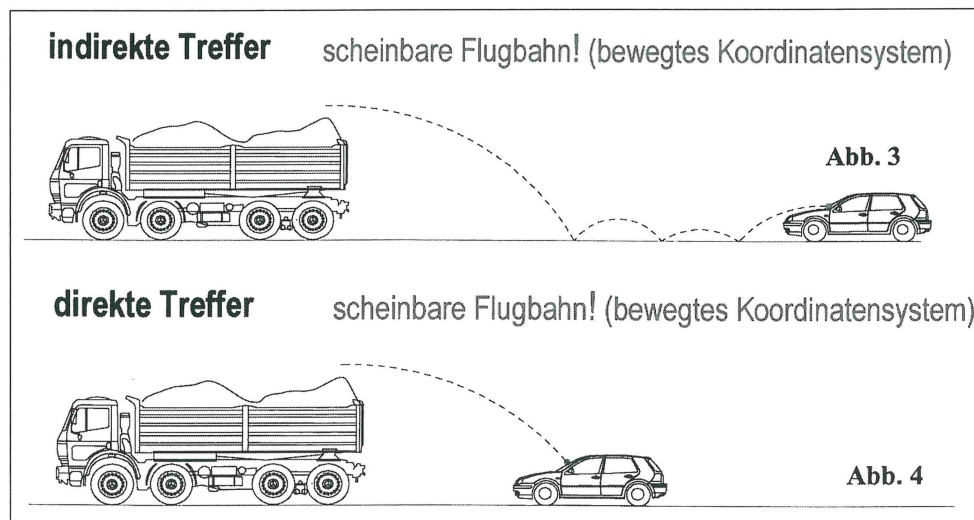 indirekte Treffer scheinbare Flugbahn! (bewegtes Koordinatensystem)
Abb. 3
direkte Treffer scheinbare Flugbahn! (bewegtes Koordinatensystem)
Abb. 4